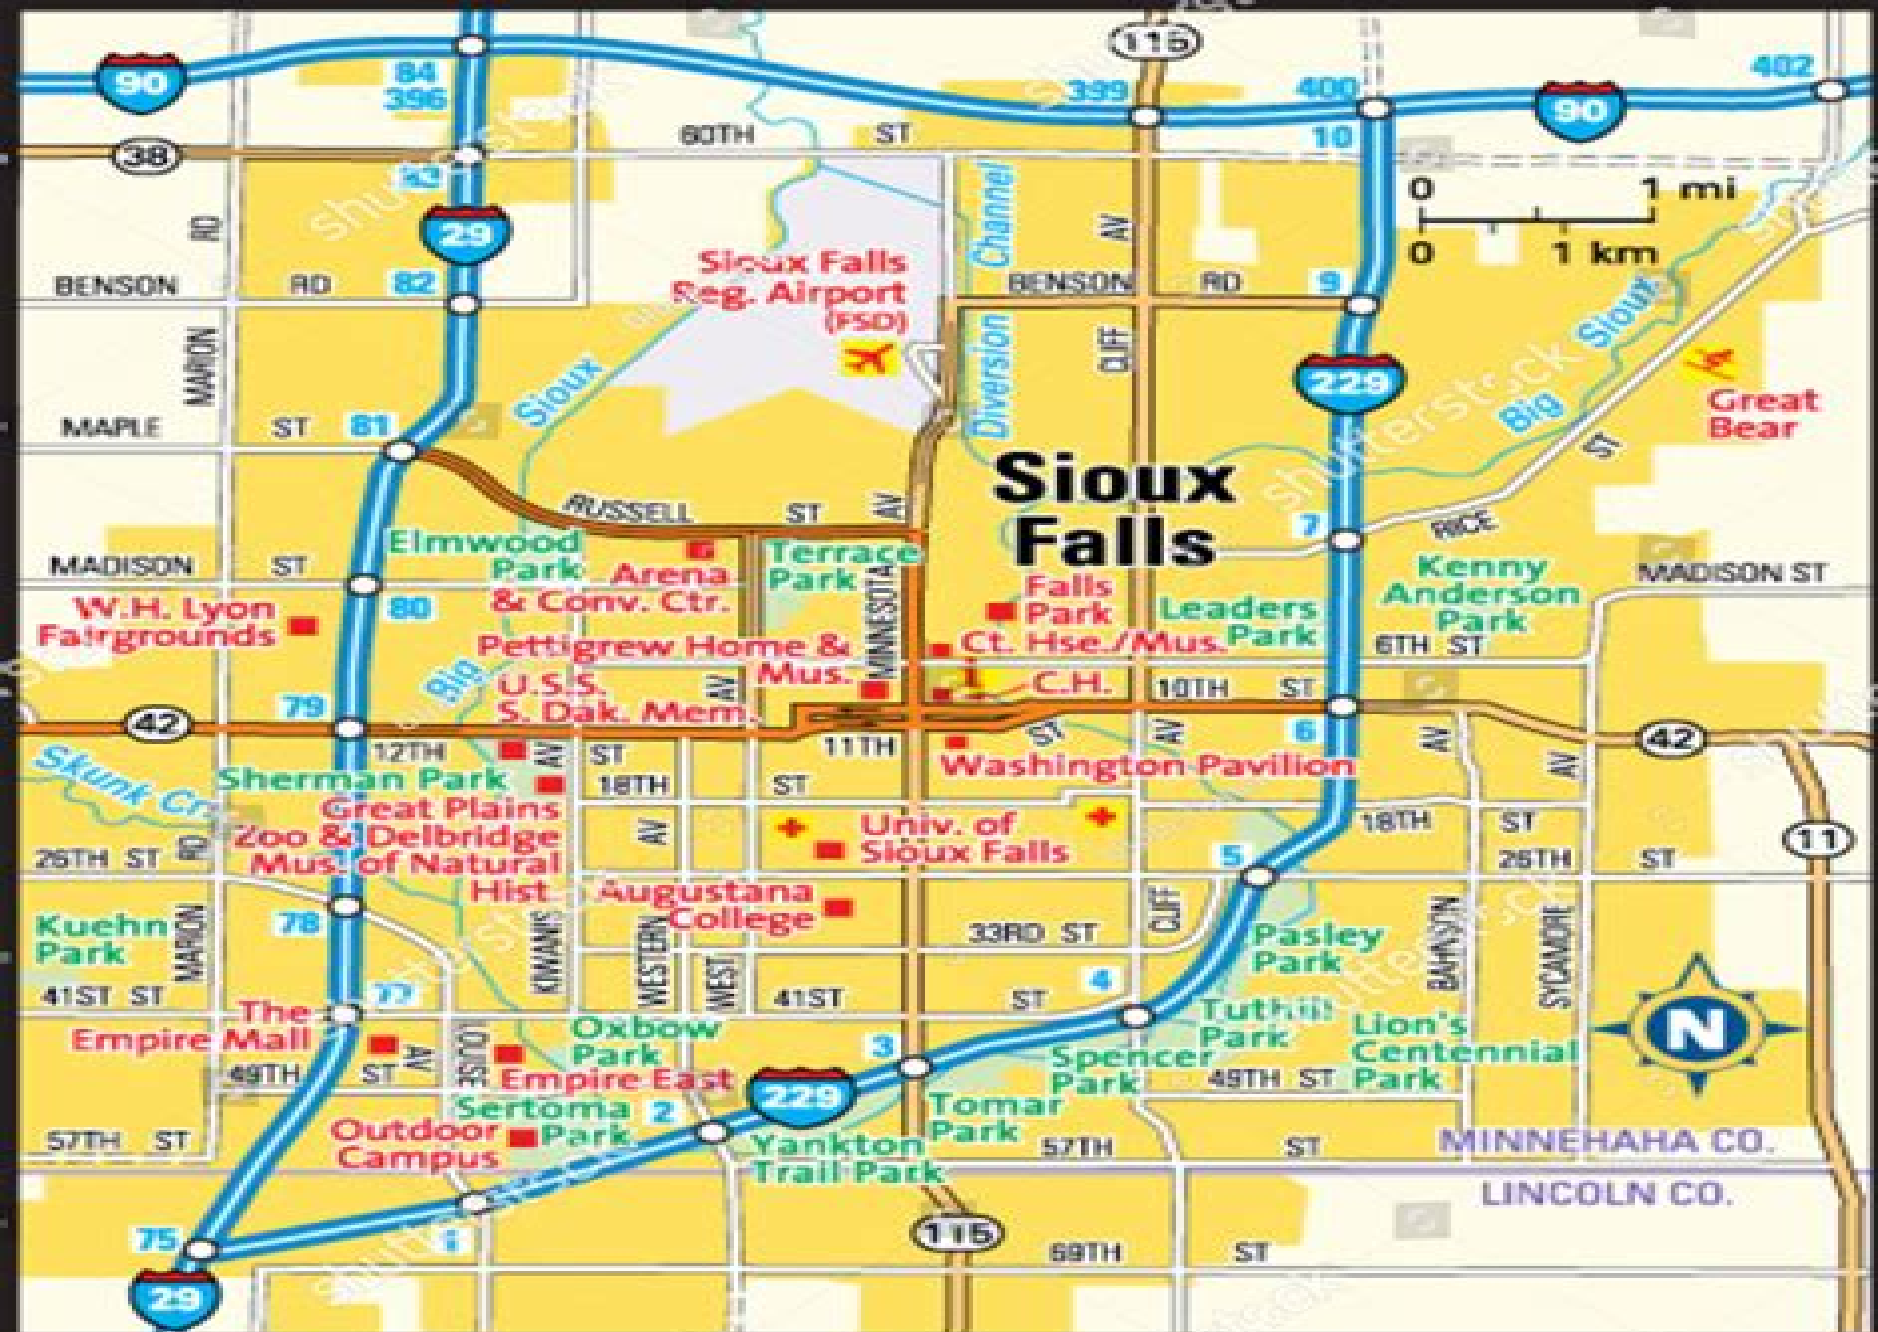 115
90
84
396
399
400
402
90
10
60TH ST
38
29
RD
Channel
AV
0 1 mi
0 1 km
Sioux Falls
Reg. Airport
(FSD)
BENSON RD
82
BENSON RD
9
MARION
Sioux
Diversion
CLIFF
229
Sioux
Big
Great
Bear
MAPLE ST
81
RUSSELL ST
AV
Sioux
Falls
7
RICE
ST
Elmwood
Park
Terrace
Park
MADISON ST
80
Arena
& Conv. Ctr.
W.H. Lyon
Fairgrounds
MINNESOTA
Falls
Park
Leaders
Park
Kenny
Anderson
Park
MADISON ST
Pettigrew Home &
Mus.
Ct. Hse./Mus.
6TH ST
Big
U.S.S.
S. Dak. Mem.
AV
C.H.
10TH ST
79
42
12TH
AV
ST
11TH
ST
AV
6
AV
42
AV
Skunk Cr.
Sherman Park
18TH ST
Washington Pavilion
Great Plains
Zoo & Delbridge
Mus. of Natural
Hist.
RD
AV
Univ. of
Sioux Falls
18TH ST
11
26TH ST
5
26TH ST
Augustana
College
Kuehn
Park
78
MARION
KIWANIS
WESTERN
WEST
33RD ST
CLIFF
Pasley
Park
BAHNSON
SYCAMORE
41ST ST
77
41ST ST
4
The
Empire Mall
AV
LOUISE
Oxbow
Park
3
Tuthill
Park
Lion's
Centennial
Park
N
49TH ST
Empire East
Spencer
Park
49TH ST
229
Sertoma
Park
2
Tomar
Park
57TH ST
Outdoor
Campus
Yankton
Trail Park
57TH ST
MINNEHAHA CO.
LINCOLN CO.
75
1
115
69TH ST
29
shutterstock